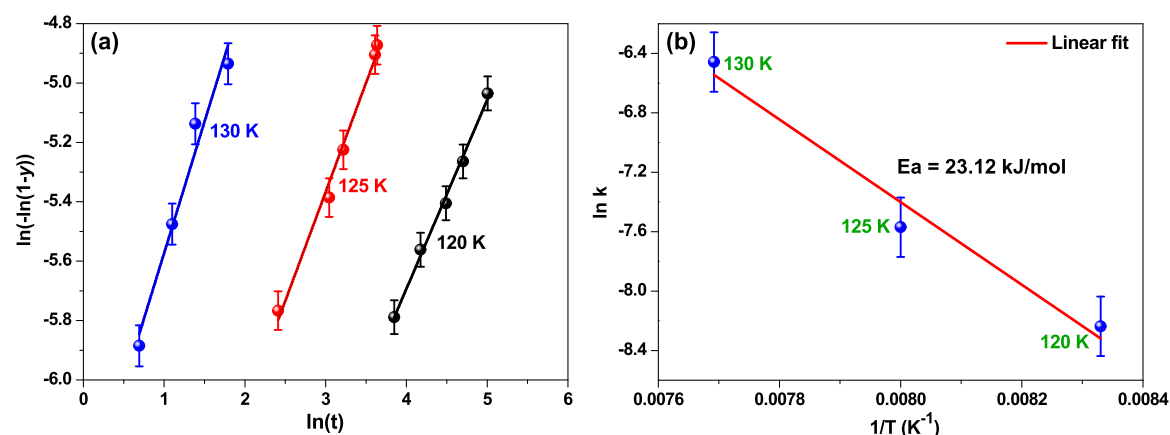 (a)
130 K
125 K
120 K
-4.8
-5.0
-5.2
-5.4
-5.6
-5.8
-6.0
ln(-ln(1-y))
0 1 2 3 4 5 6
ln(t)
(b)
Linear fit
130 K
Ea = 23.12 kJ/mol
125 K
120 K
-6.4
-6.8
-7.2
-7.6
-8.0
-8.4
ln k
0.0076 0.0078 0.0080 0.0082 0.0084
1/T (K⁻¹)